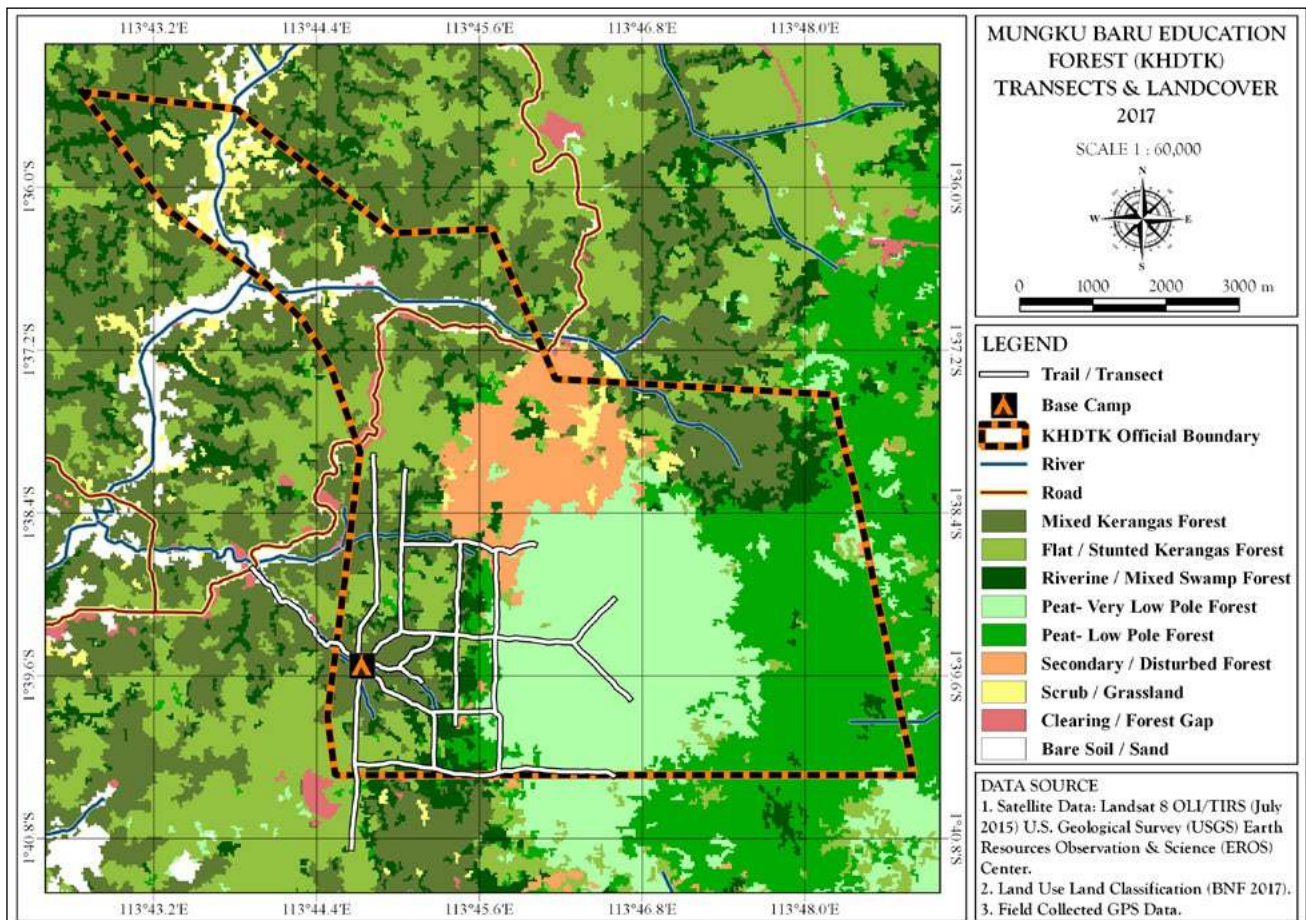 113°43.2'E 113°44.4'E 113°45.6'E 113°46.8'E 113°48.0'E
1°36.0'S
1°37.2'S
1°38.4'S
1°39.6'S
1°40.8'S
1°36.0'S
1°37.2'S
1°38.4'S
1°39.6'S
1°40.8'S
113°43.2'E 113°44.4'E 113°45.6'E 113°46.8'E 113°48.0'E
MUNGKU BARU EDUCATION
FOREST (KHDTK)
TRANSECTS & LANDCOVER
2017
SCALE 1 : 60,000
N
W E
S
0 1000 2000 3000 m
LEGEND
Trail / Transect
Base Camp
KHDTK Official Boundary
River
Road
Mixed Kerangas Forest
Flat / Stunted Kerangas Forest
Riverine / Mixed Swamp Forest
Peat- Very Low Pole Forest
Peat- Low Pole Forest
Secondary / Disturbed Forest
Scrub / Grassland
Clearing / Forest Gap
Bare Soil / Sand
DATA SOURCE
1. Satellite Data: Landsat 8 OLI/TIRS (July
2015) U.S. Geological Survey (USGS) Earth
Resources Observation & Science (EROS)
Center.
2. Land Use Land Classification (BNF 2017).
3. Field Collected GPS Data.